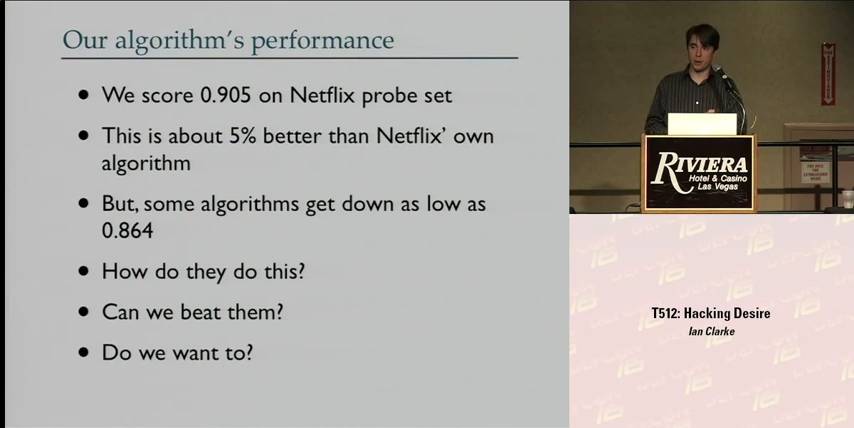 Our algorithm's performance
• We score 0.905 on Netflix probe set
• This is about 5% better than Netflix' own
algorithm
• But, some algorithms get down as low as
0.864
• How do they do this?
• Can we beat them?
• Do we want to?
RIVIERA
Hotel & Casino
Las Vegas
T512: Hacking Desire
Ian Clarke